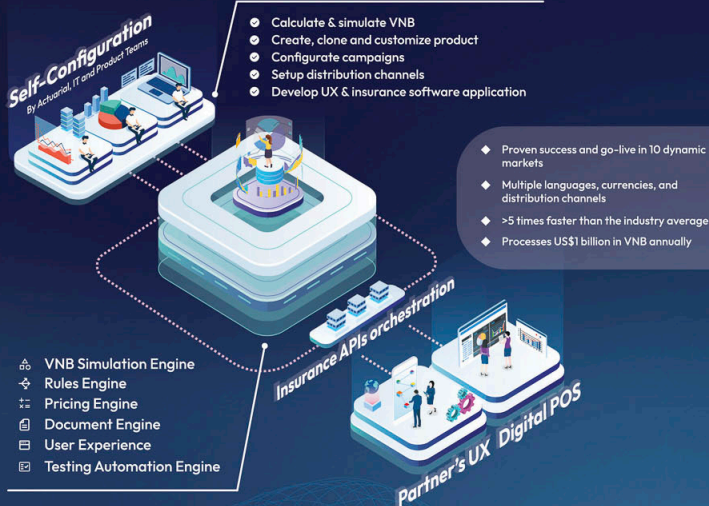 Calculate & simulate VNB
Create, clone and customize product
Configurate campaigns
Setup distribution channels
Develop UX & insurance software application
Self-Configuration
By Actuarial, IT and Product Teams
Proven success and go-live in 10 dynamic
markets
Multiple languages, currencies, and
distribution channels
>5 times faster than the industry average
Processes US$1 billion in VNB annually
Insurance APIs orchestration
VNB Simulation Engine
Rules Engine
Pricing Engine
Document Engine
User Experience
Testing Automation Engine
Partner's UX
Digital POS